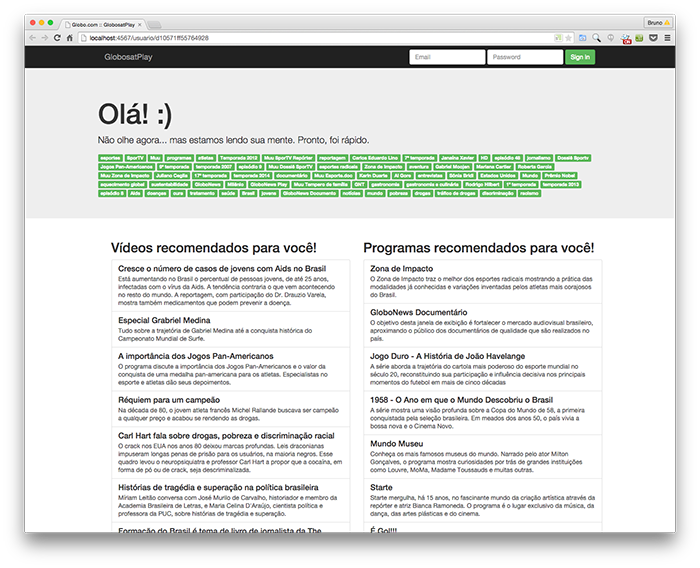 Globo.com :: GlobosatPlay
Bruno
localhost:4567/usuario/d10571ff55764928
GlobosatPlay
Email
Password
Sign in
Olá! :)
Não olhe agora... mas estamos lendo sua mente. Pronto, foi rápido.
esportes SporTV Muu programas atletas Temporada 2012 Muu SporTV Repórter reportagem Carlos Eduardo Lino 7ª temporada Janaína Xavier HD episódio 48 jornalismo Dossiê Sporte
Jogos Pan-Americanos 5ª temporada temporada 2007 episódio 9 Muu Dossiê SporTV esportes radicais Zona de Impacto aventura Gabriel Moojen Mariana Cartier Roberta Garcia
Muu Zona de Impacto Juliano Ceglia 17ª temporada temporada 2014 documentário Muu Esports.doc Karin Duarte Al Gore entrevistas Sônia Bridi Estados Unidos Mundo Prêmio Nobel
aquecimento global sustentabilidade GloboNews Milênio GloboNews Play Muu Tempero de família GNT gastronomia gastronomia e culinária Rodrigo Hilbert 1ª temporada temporada 2013
episódio 8 Aids doenças cura tratamento saúde Brasil jovens GloboNews Documento notícias mundo pobreza drogas tráfico de drogas discriminação racismo
Vídeos recomendados para você!
Cresce o número de casos de jovens com Aids no Brasil
Está aumentando no Brasil o percentual de pessoas jovens, de até 25 anos,
infectadas com o vírus da Aids. A tendência contraria o que vem acontecendo
no resto do mundo. A reportagem, com participação do Dr. Drauzio Varela,
mostra também medicamentos que podem prevenir a doença.
Especial Grabriel Medina
Tudo sobre a trajetória de Gabriel Medina até a conquista histórica do
Campeonato Mundial de Surfe.
A importância dos Jogos Pan-Americanos
O programa discute a importância dos Jogos Pan-Americanos e o valor da
conquista de uma medalha pan-americana para os atletas. Especialistas no
esporte e atletas dão seus depoimentos.
Réquiem para um campeão
Na década de 80, o jovem atleta francês Michel Rallande buscava ser campeão
a qualquer preço e acabou se rendendo as drogas.
Carl Hart fala sobre drogas, pobreza e discriminação racial
O crack nos EUA nos anos 80 deixou marcas profundas. Leis draconianas
impuseram longas penas de prisão para os usuários, na maioria negros. Esse
quadro levou o neuropsiquiatra e professor Carl Hart a propor que a cocaína, em
forma de pó ou de crack, seja descriminalizada.
Histórias de tragédia e superação na política brasileira
Míriam Leitão conversa com José Murilo de Carvalho, historiador e membro da
Academia Brasileira de Letras, e Maria Celina D'Araújo, cientista política e
professora da PUC, sobre histórias de tragédia e superação.
Formação do Brasil é tema de livro de jornalista da The
Programas recomendados para você!
Zona de Impacto
O Zona de Impacto traz o melhor dos esportes radicais mostrando a prática das
modalidades já conhecidas e variações inventadas pelos atletas mais corajosos
do Brasil.
GloboNews Documentário
O objetivo desta janela de exibição é fortalecer o mercado audiovisual brasileiro,
aproximando o público dos documentários de qualidade que são realizados no
país.
Jogo Duro - A História de João Havelange
A série aborda a trajetória do cartola mais poderoso do esporte mundial no
século 20, reconstituindo sua participação e influência decisiva nos principais
momentos do futebol em mais de cinco décadas
1958 - O Ano em que o Mundo Descobriu o Brasil
A série mostra uma visão profunda sobre a Copa do Mundo de 58, a primeira
conquistada pela seleção brasileira. Em meados dos anos 50, o país vivia a
bossa nova e o Cinema Novo.
Mundo Museu
Conheça os mais famosos museus do mundo. Narrado pelo ator Milton
Gonçalves, o programa mostra curiosidades por trás de grandes instituições
como Louvre, MoMa, Madame Toussauds e muitas outras.
Starte
Starte mergulha, há 15 anos, no fascinante mundo da criação artística através da
repórter e atriz Bianca Ramoneda. O programa é o lugar exclusivo da música, da
dança, das artes plásticas e do cinema.
É Gol!!!